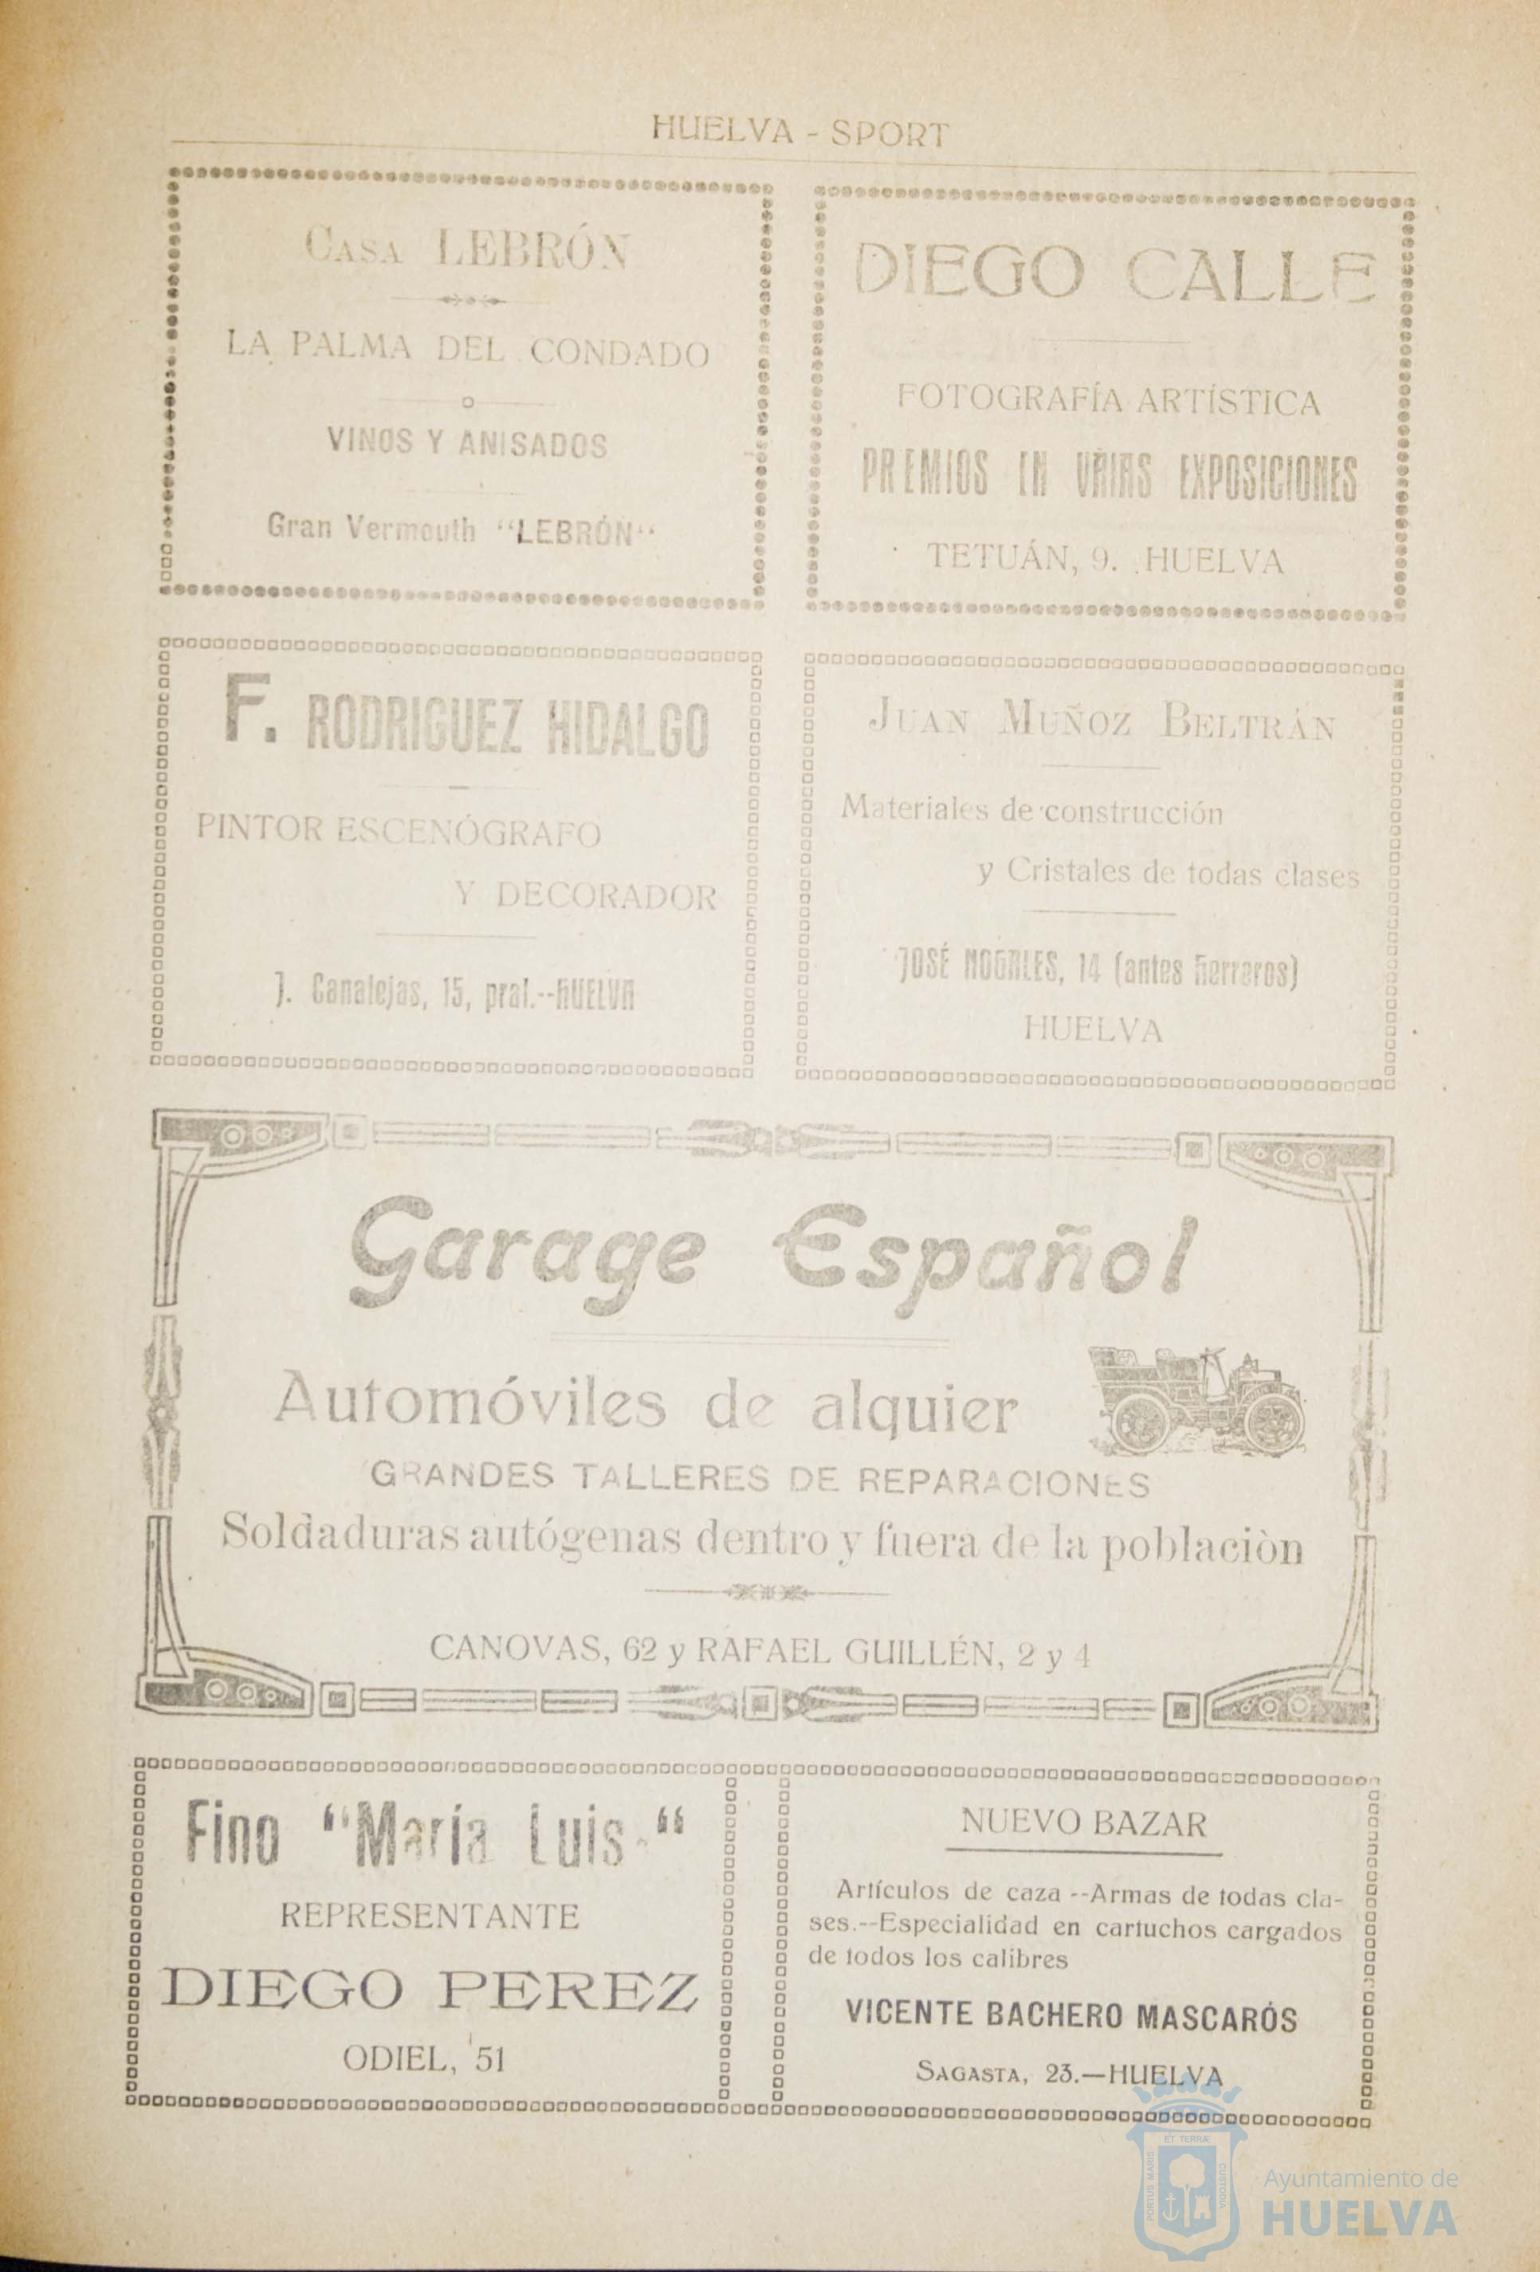 HUELVA - SPORT
CASA LEBRÓN
LA PALMA DEL CONDADO
VINOS Y ANISADOS
Gran Vermouth "LEBRÓN"
DIEGO CALLE
FOTOGRAFÍA ARTÍSTICA
PREMIOS EN VARIAS EXPOSICIONES
TETUÁN, 9. HUELVA
F. RODRIGUEZ HIDALGO
PINTOR ESCENÓGRAFO
Y DECORADOR
J. Canalejas, 15, pral.--HUELVA
JUAN MUÑOZ BELTRÁN
Materiales de construcción
y Cristales de todas clases
JOSÉ NOGALES, 14 (antes Herreros)
HUELVA
Garage Español
Automóviles de alquier
GRANDES TALLERES DE REPARACIONES
Soldaduras autógenas dentro y fuera de la poblaciòn
CANOVAS, 62 y RAFAEL GUILLÉN, 2 y 4
Fino "María Luis
REPRESENTANTE
DIEGO PEREZ
ODIEL, 51
NUEVO BAZAR
Artículos de caza --Armas de todas cla-
ses.--Especialidad en cartuchos cargados
de todos los calibres
VICENTE BACHERO MASCARÓS
SAGASTA, 23.—HUELVA
PORTUS MARIS
ET TERRÆ
CUSTODIA
Ayuntamiento de
HUELVA